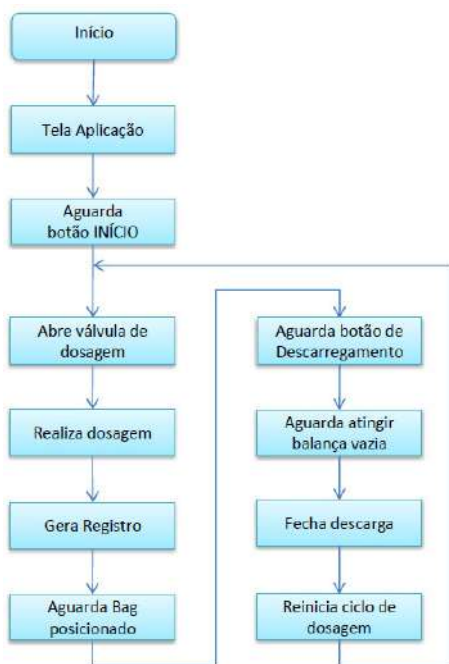 Início
Tela Aplicação
Aguarda
botão INÍCIO
Abre válvula de
dosagem
Realiza dosagem
Gera Registro
Aguarda Bag
posicionado
Aguarda botão de
Descarregamento
Aguarda atingir
balança vazia
Fecha descarga
Reinicia ciclo de
dosagem